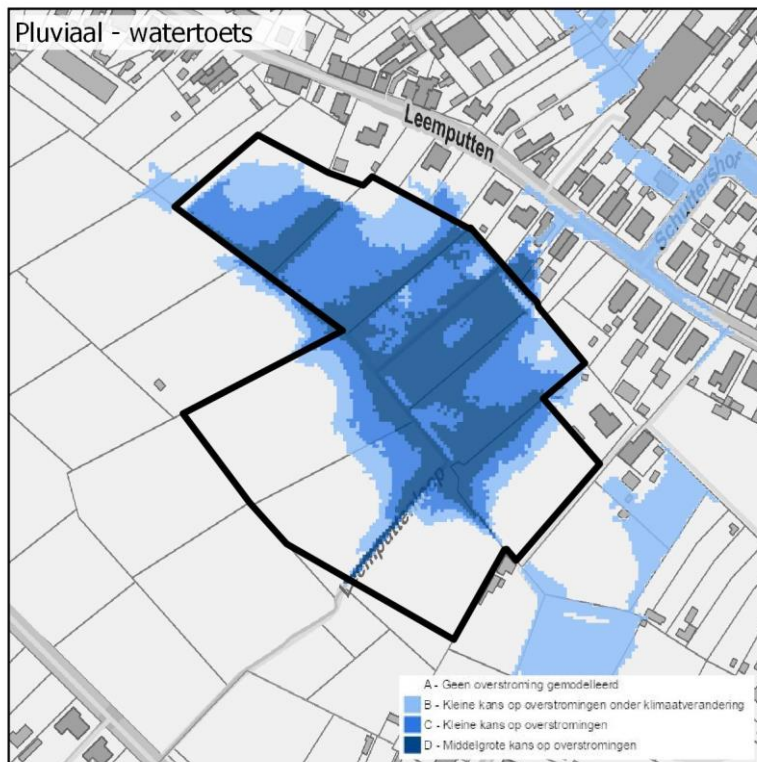 Pluviaal - watertoets
Leemputten
Schuttershof
A - Geen overstroming gemodelleerd
B - Kleine kans op overstromingen onder klimaatverandering
C - Kleine kans op overstromingen
D - Middelgrote kans op overstromingen